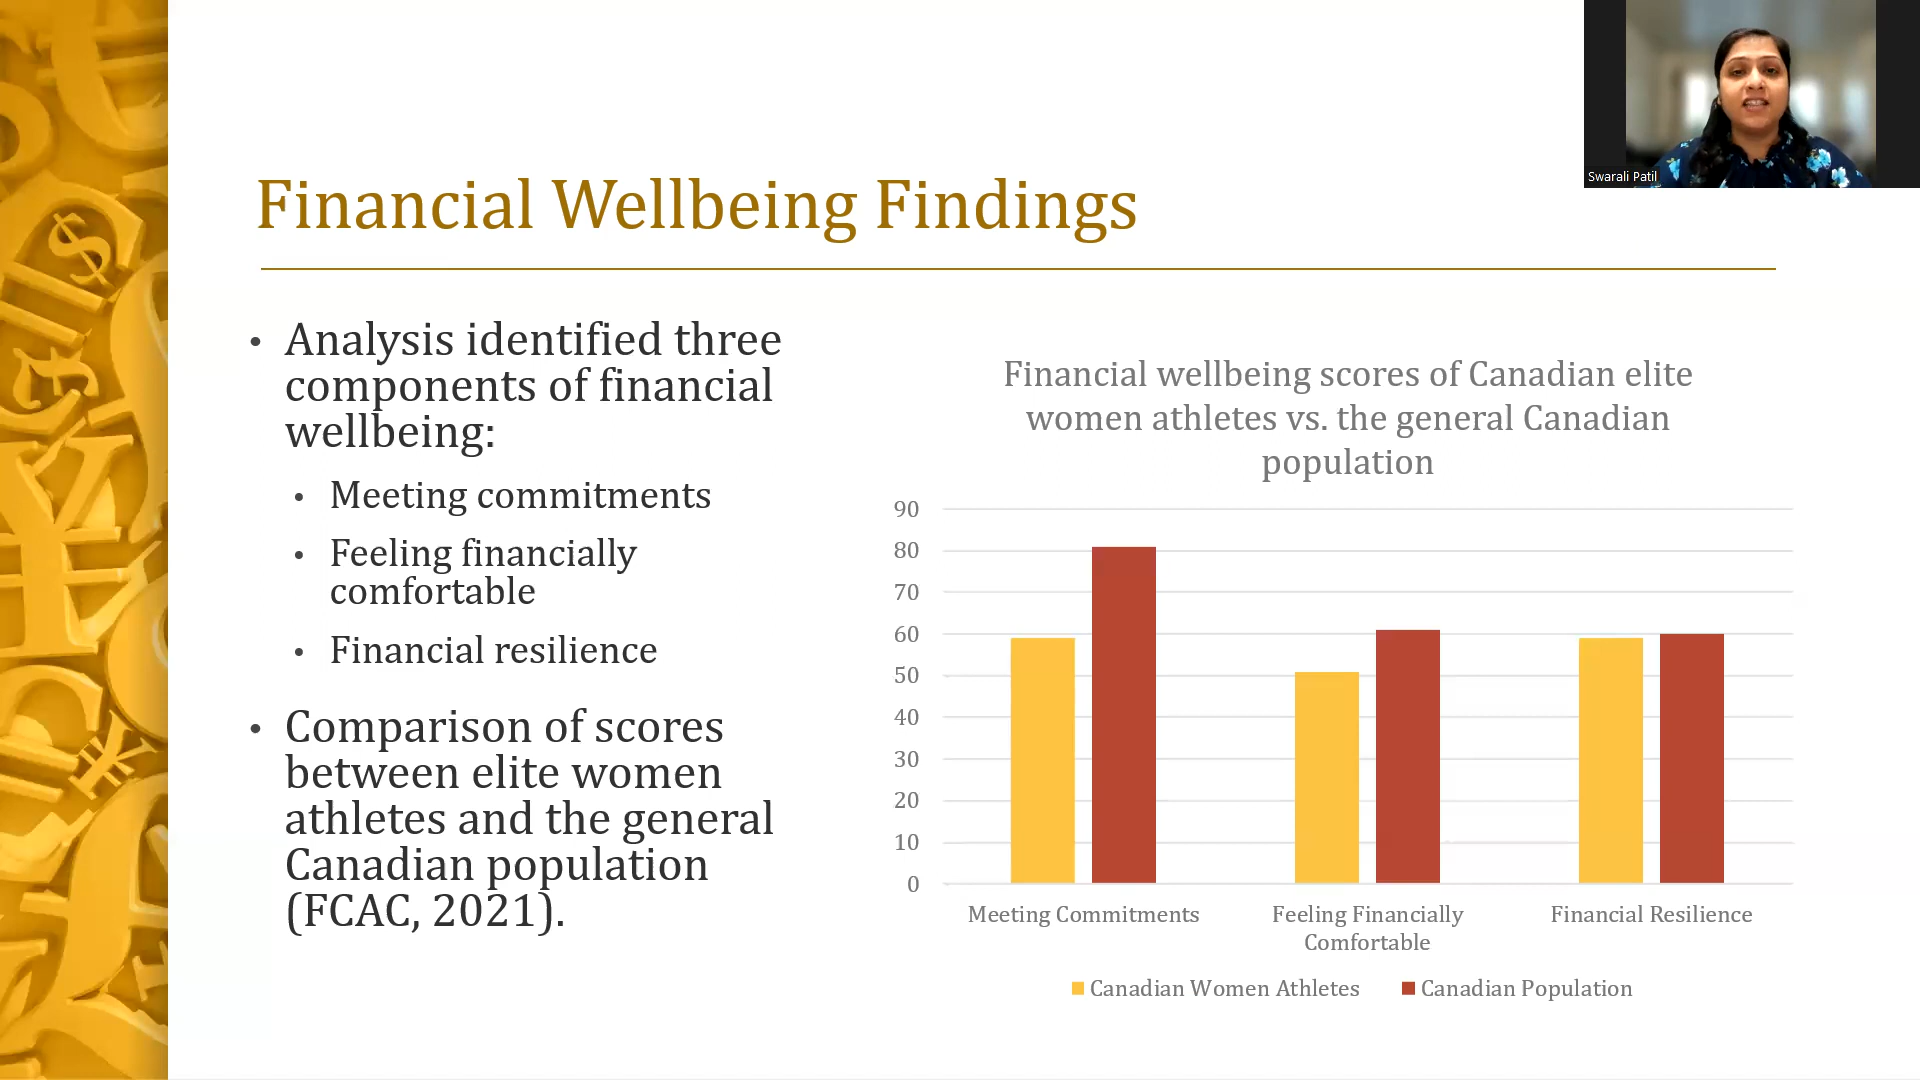 Swarali Patil
Financial Wellbeing Findings
• Analysis identified three
components of financial
wellbeing:
• Meeting commitments
• Feeling financially
comfortable
• Financial resilience
• Comparison of scores
between elite women
athletes and the general
Canadian population
(FCAC, 2021).
Financial wellbeing scores of Canadian elite
women athletes vs. the general Canadian
population
90
80
70
60
50
40
30
20
10
0
Meeting Commitments
Feeling Financially
Comfortable
Financial Resilience
Canadian Women Athletes
Canadian Population